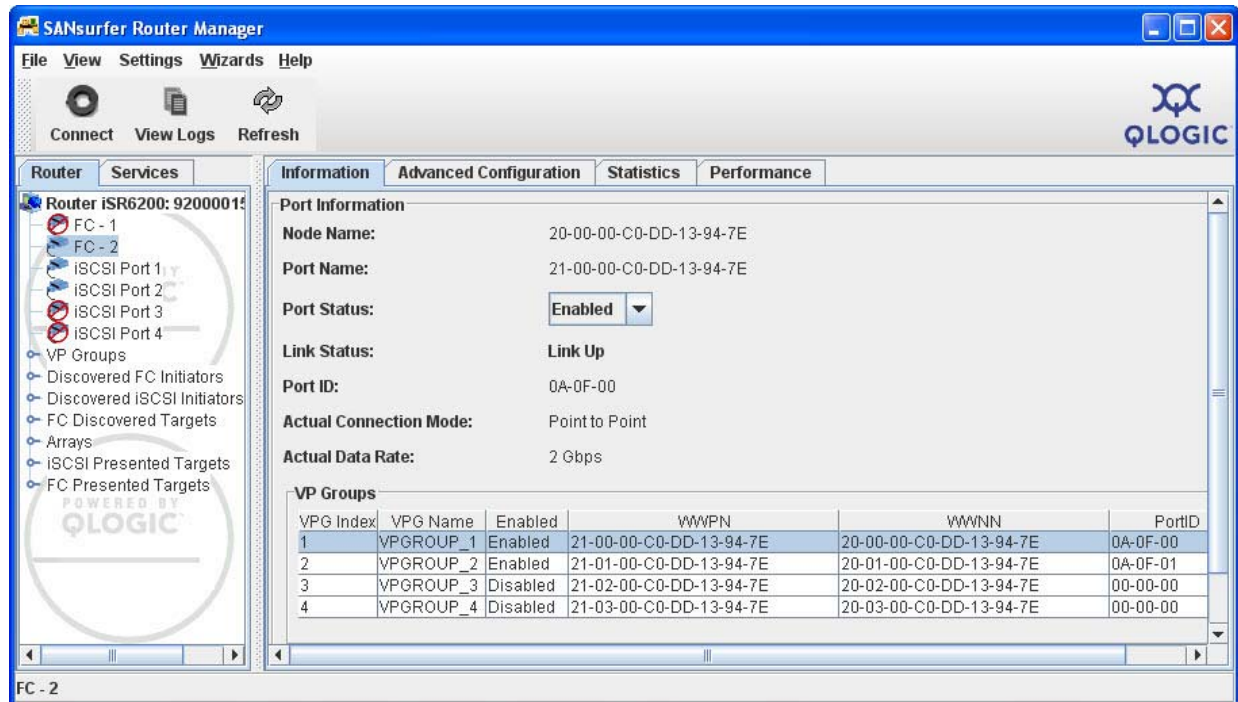 SANsurfer Router Manager
File View Settings Wizards Help
Connect View Logs Refresh
QLOGIC
Router Services
Router iSR6200: 9200001
FC - 1
FC - 2
iSCSI Port 1
iSCSI Port 2
iSCSI Port 3
iSCSI Port 4
VP Groups
Discovered FC Initiators
Discovered iSCSI Initiators
FC Discovered Targets
Arrays
iSCSI Presented Targets
FC Presented Targets
POWERED BY
QLOGIC
Information Advanced Configuration Statistics Performance
Port Information
Node Name: 20-00-00-C0-DD-13-94-7E
Port Name: 21-00-00-C0-DD-13-94-7E
Port Status: Enabled
Link Status: Link Up
Port ID: 0A-0F-00
Actual Connection Mode: Point to Point
Actual Data Rate: 2 Gbps
VP Groups
VPG Index VPG Name Enabled WWPN WWNN PortID
1 VPGROUP_1 Enabled 21-00-00-C0-DD-13-94-7E 20-00-00-C0-DD-13-94-7E 0A-0F-00
2 VPGROUP_2 Enabled 21-01-00-C0-DD-13-94-7E 20-01-00-C0-DD-13-94-7E 0A-0F-01
3 VPGROUP_3 Disabled 21-02-00-C0-DD-13-94-7E 20-02-00-C0-DD-13-94-7E 00-00-00
4 VPGROUP_4 Disabled 21-03-00-C0-DD-13-94-7E 20-03-00-C0-DD-13-94-7E 00-00-00
FC - 2